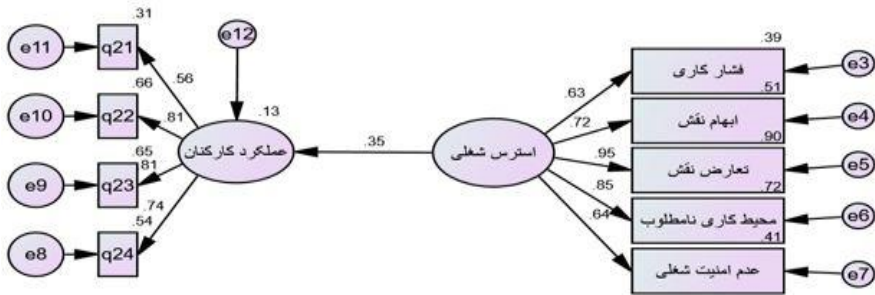 .31
e11
q21
.56
.66
e10
q22
.81
.65
e9
q23
.81
.74
.54
e8
q24
e12
.13
عملکرد کارکنان
.35
استرس شغلی
.63
.72
.95
.85
.64
.39
فشار کاری
e3
.51
ابهام نقش
e4
.90
تعارض نقش
e5
.72
محیط کاری نامطلوب
e6
.41
عدم امنیت شغلی
e7